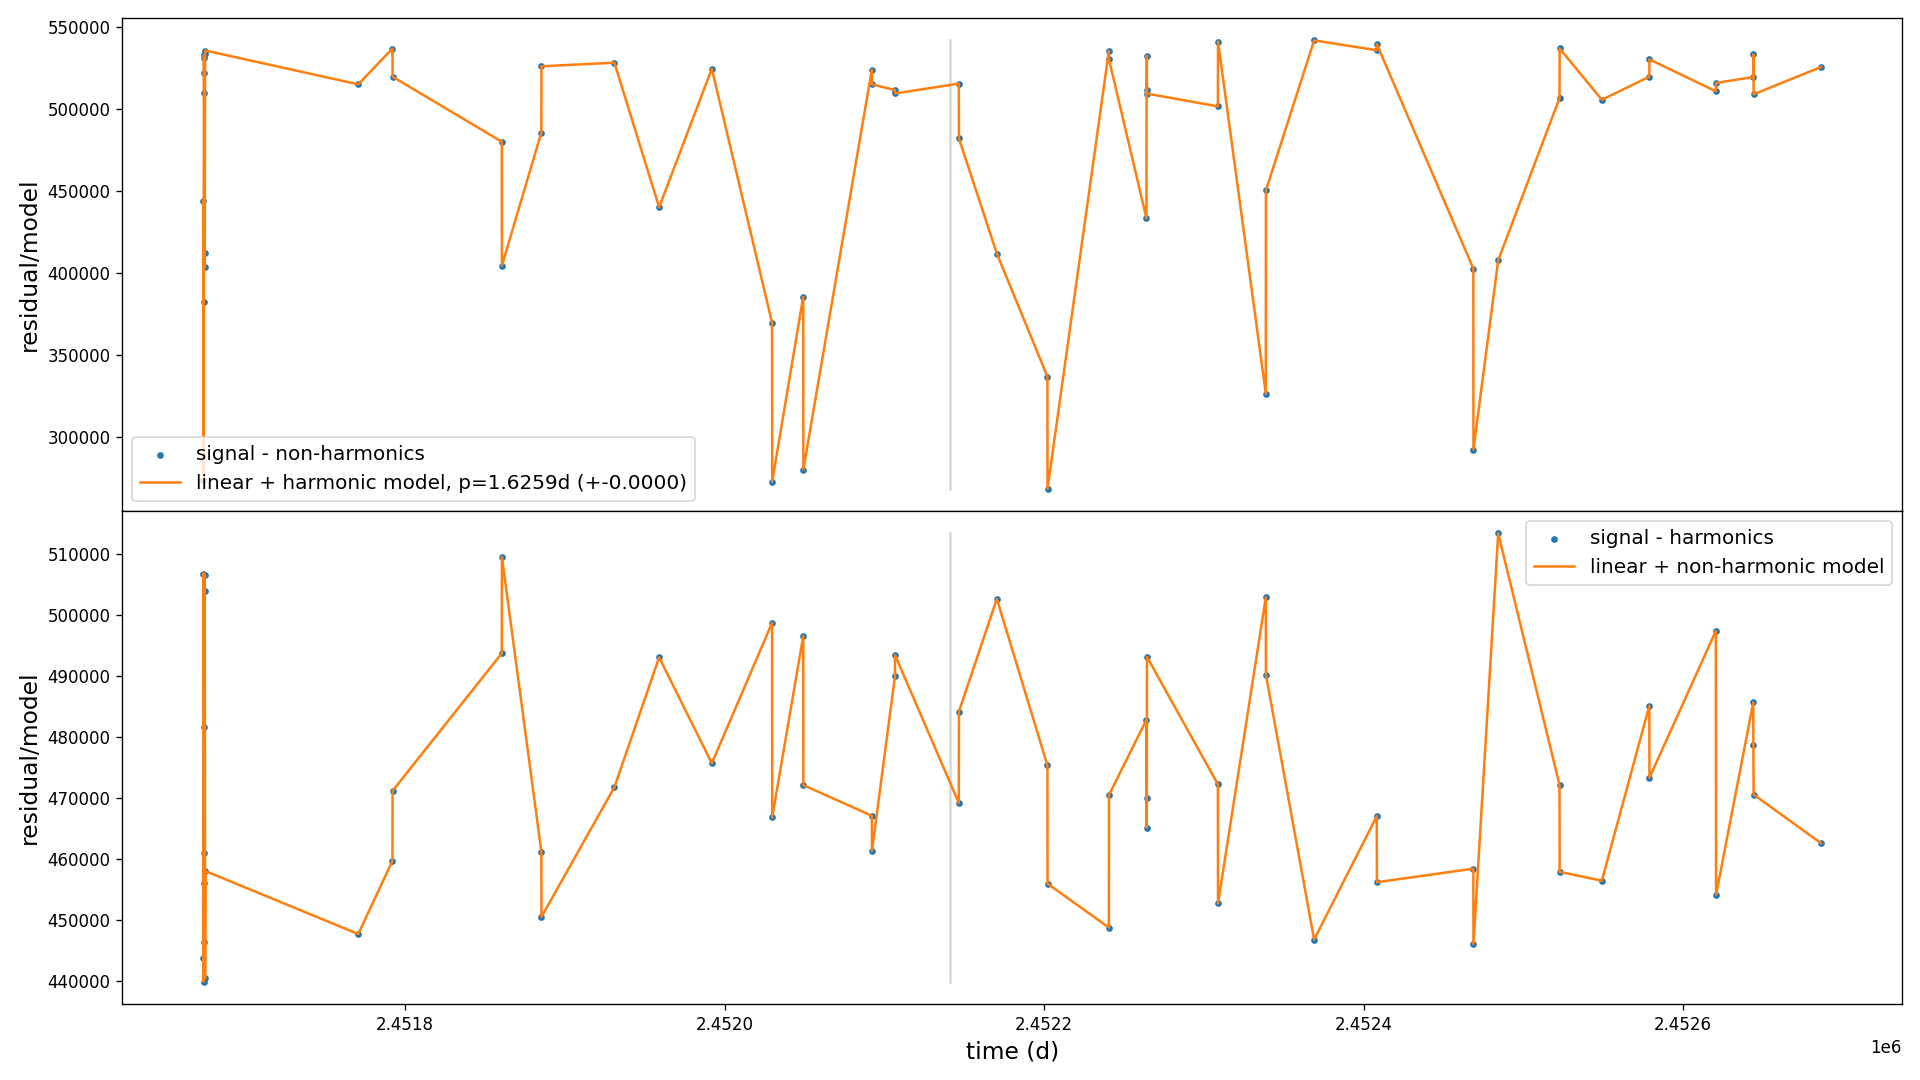 550000
500000
450000
400000
350000
300000
residual/model
signal - non-harmonics
linear + harmonic model, p=1.6259d (+-0.0000)
510000
500000
490000
480000
470000
460000
450000
440000
residual/model
signal - harmonics
linear + non-harmonic model
2.4518 2.4520 2.4522 2.4524 2.4526
time (d)
1e6